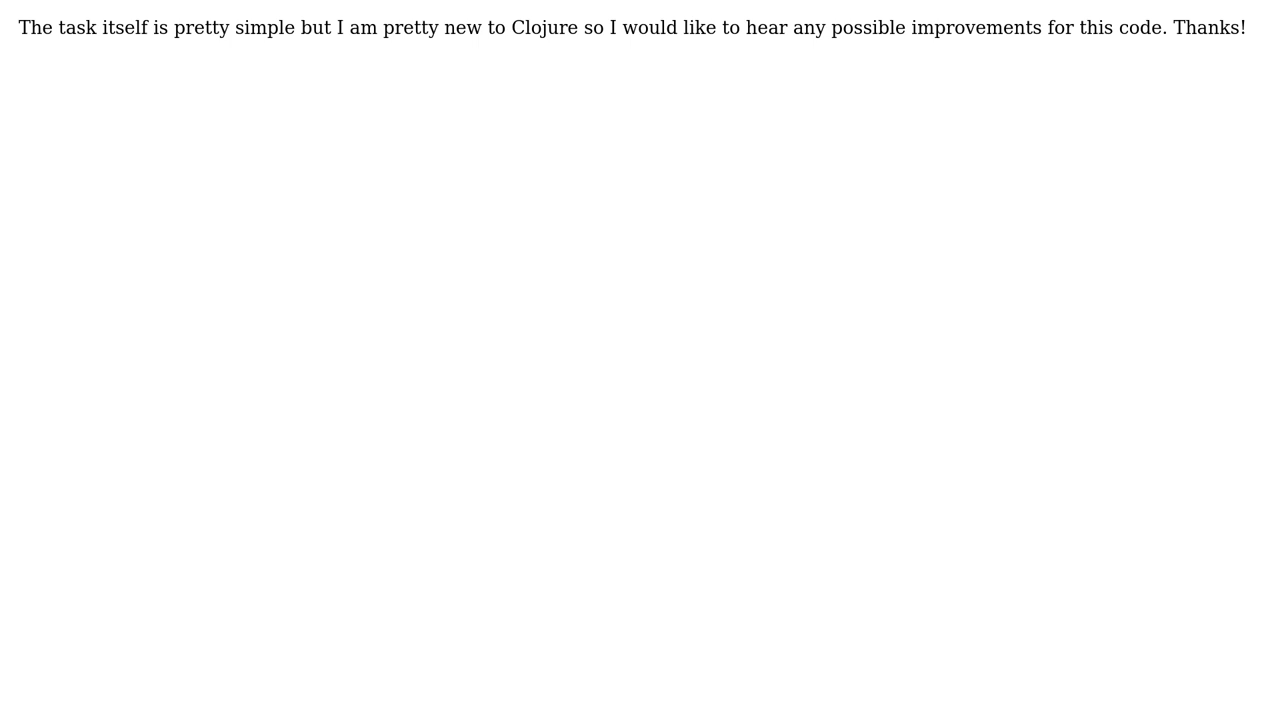 The task itself is pretty simple but I am pretty new to Clojure so I would like to hear any possible improvements for this code. Thanks!